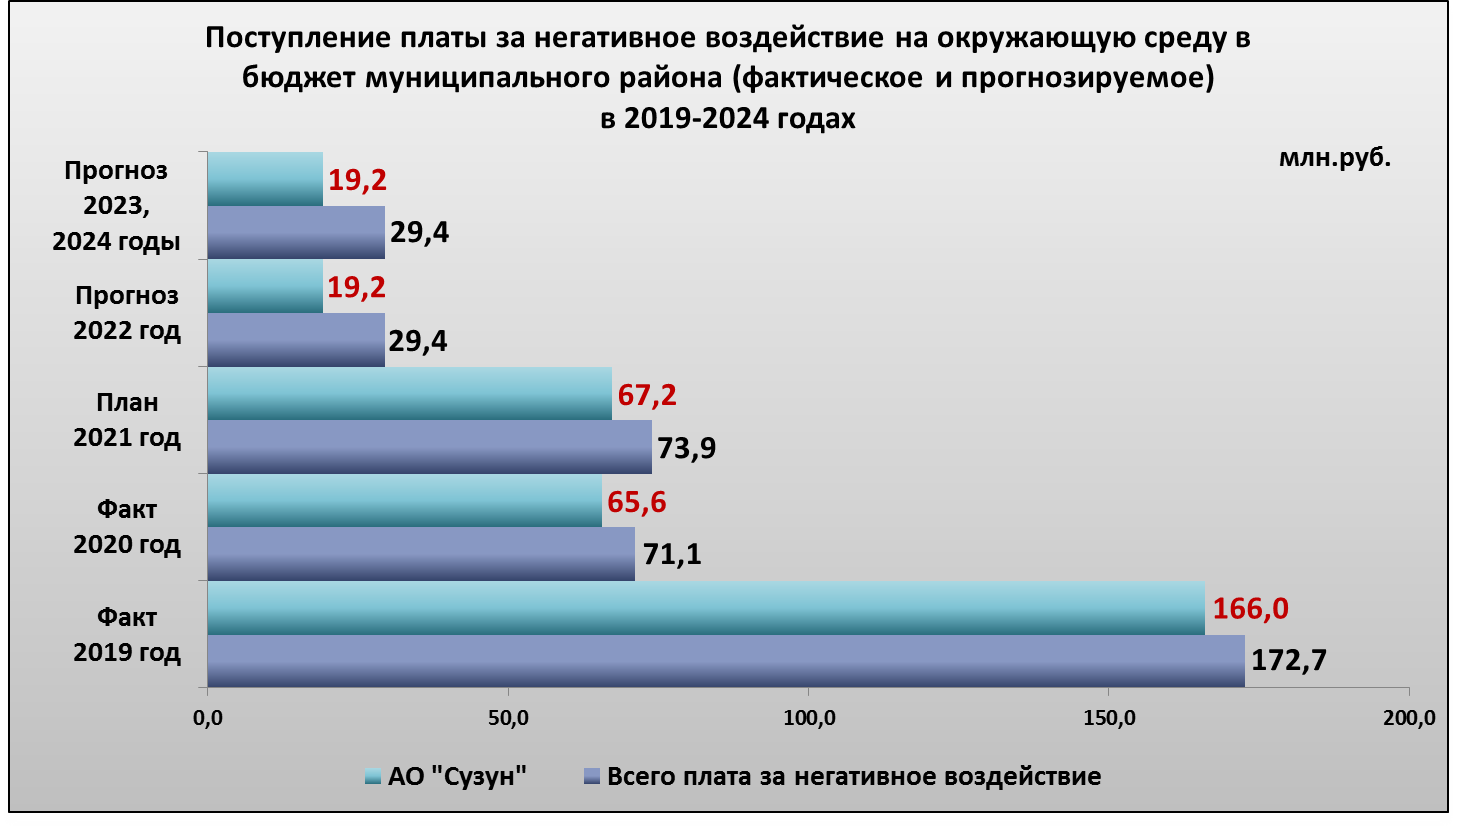 Поступление платы за негативное воздействие на окружающую среду в
бюджет муниципального района (фактическое и прогнозируемое)
в 2019-2024 годах
млн.руб.
Прогноз
2023,
2024 годы
19,2
29,4
Прогноз
2022 год
19,2
29,4
План
2021 год
67,2
73,9
Факт
2020 год
65,6
71,1
Факт
2019 год
166,0
172,7
0,0 50,0 100,0 150,0 200,0
АО "Сузун" Всего плата за негативное воздействие